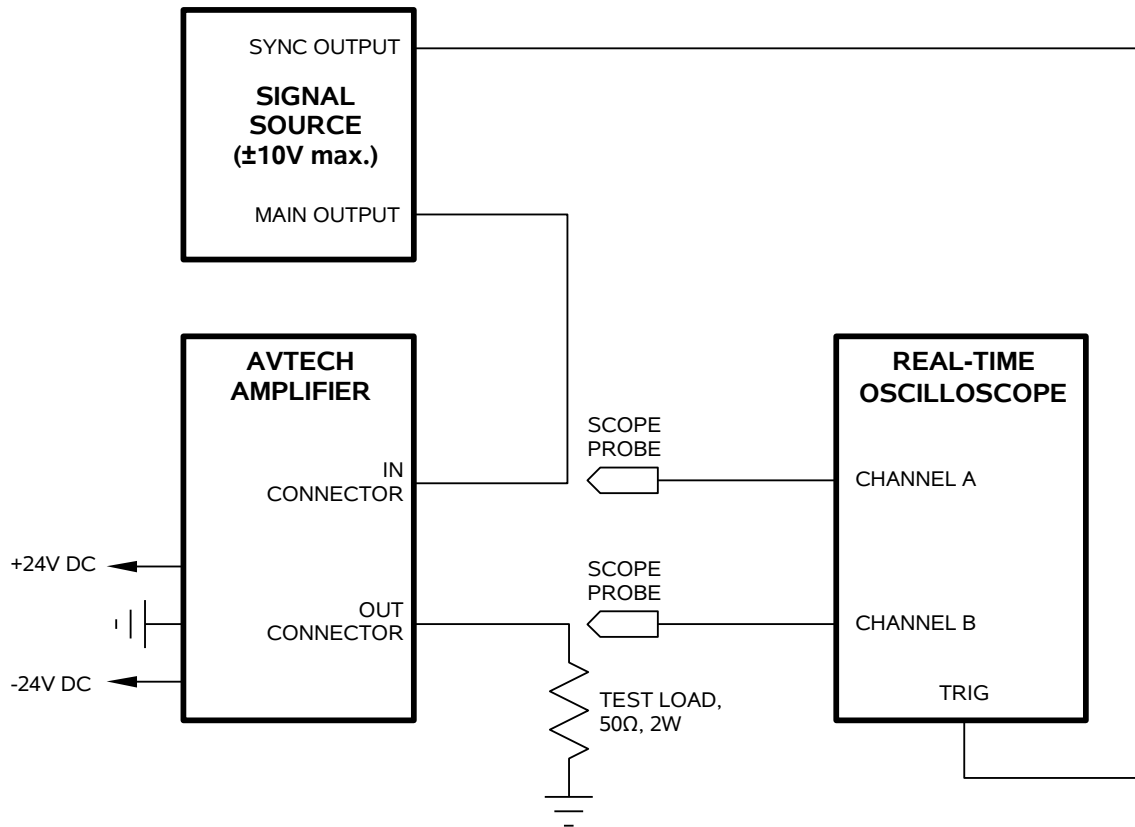 SYNC OUTPUT
SIGNAL
SOURCE
(±10V max.)
MAIN OUTPUT
AVTECH
AMPLIFIER
IN
CONNECTOR
OUT
CONNECTOR
+24V DC
-24V DC
SCOPE
PROBE
SCOPE
PROBE
TEST LOAD,
50Ω, 2W
REAL-TIME
OSCILLOSCOPE
CHANNEL A
CHANNEL B
TRIG